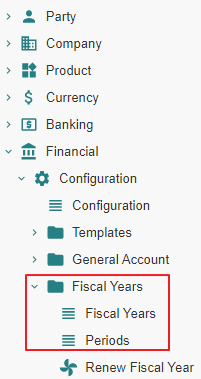 Party
Company
Product
Currency
Banking
Financial
Configuration
Configuration
Templates
General Account
Fiscal Years
Fiscal Years
Periods
Renew Fiscal Year